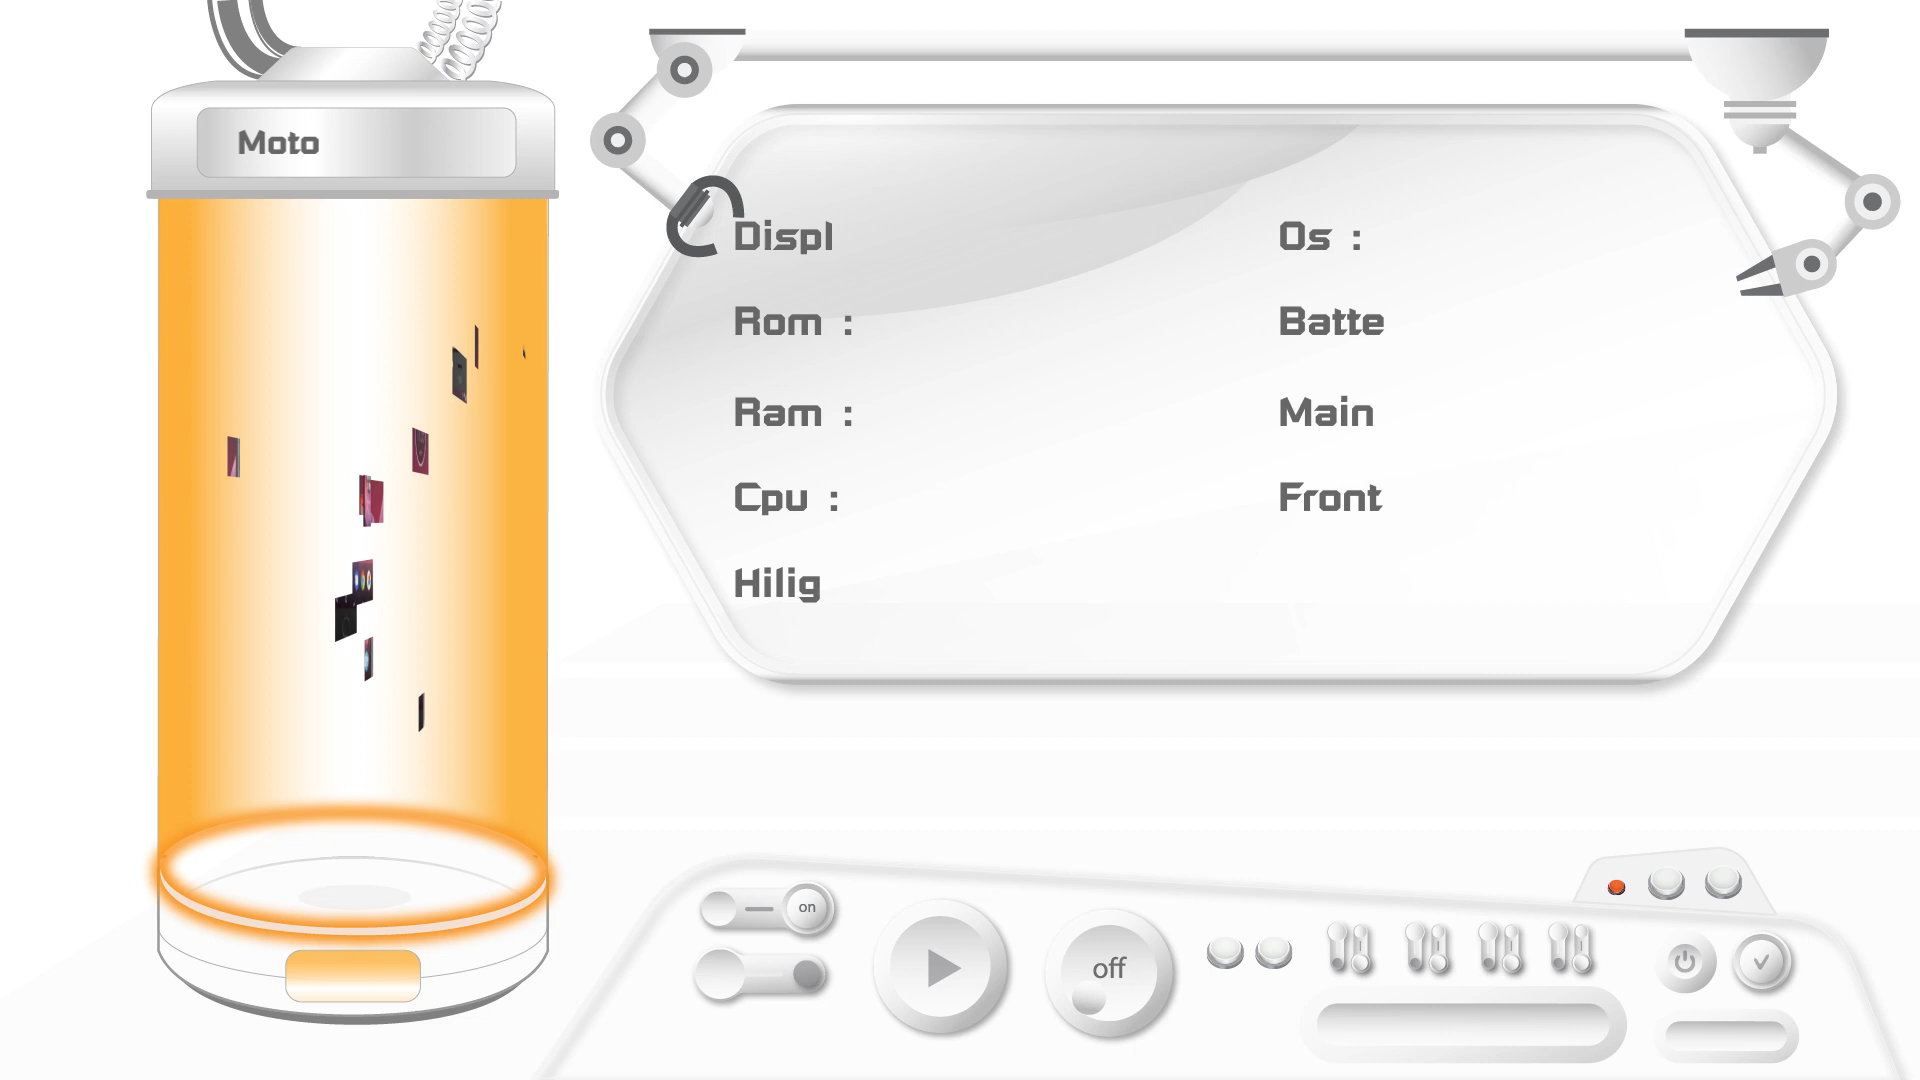 Moto
Displ
Os :
Rom :
Batte
Ram :
Main
Cpu :
Front
Hilig
on
off